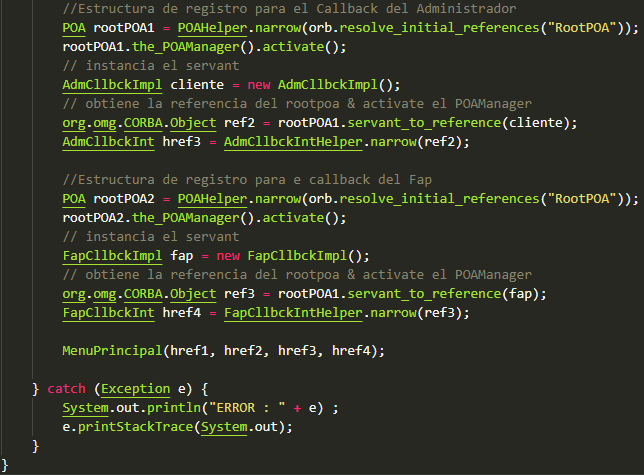 //Estructura de registro para el Callback del Administrador
POA rootPOA1 = POAHelper.narrow(orb.resolve_initial_references("RootPOA"));
rootPOA1.the_POAManager().activate();
// instancia el servant
AdmCllbckImpl cliente = new AdmCllbckImpl();
// obtiene la referencia del rootpoa & activate el POAManager
org.omg.CORBA.Object ref2 = rootPOA1.servant_to_reference(cliente);
AdmCllbckInt href3 = AdmCllbckIntHelper.narrow(ref2);
//Estructura de registro para e callback del Fap
POA rootPOA2 = POAHelper.narrow(orb.resolve_initial_references("RootPOA"));
rootPOA2.the_POAManager().activate();
// instancia el servant
FapCllbckImpl fap = new FapCllbckImpl();
// obtiene la referencia del rootpoa & activate el POAManager
org.omg.CORBA.Object ref3 = rootPOA1.servant_to_reference(fap);
FapCllbckInt href4 = FapCllbckIntHelper.narrow(ref3);
MenuPrincipal(href1, href2, href3, href4);
} catch (Exception e) {
System.out.println("ERROR : " + e) ;
e.printStackTrace(System.out);
}
}